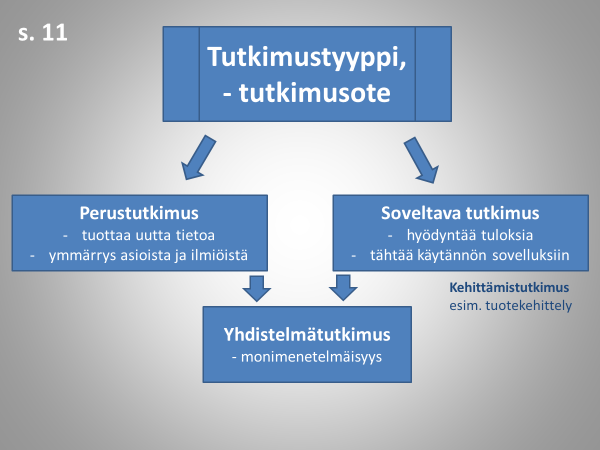 s. 11
Tutkimustyyppi,
- tutkimusote
Perustutkimus
- tuottaa uutta tietoa
- ymmärrys asioista ja ilmiöistä
Soveltava tutkimus
- hyödyntää tuloksia
- tähtää käytännön sovelluksiin
Kehittämistutkimus
esim. tuotekehittely
Yhdistelmätutkimus
- monimenetelmäisyys